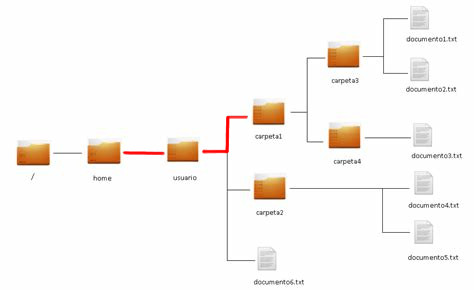 documento1.txt
carpeta3
documento2.txt
carpeta1
carpeta4
documento3.txt
/
home
usuario
carpeta2
documento4.txt
documento5.txt
documento6.txt